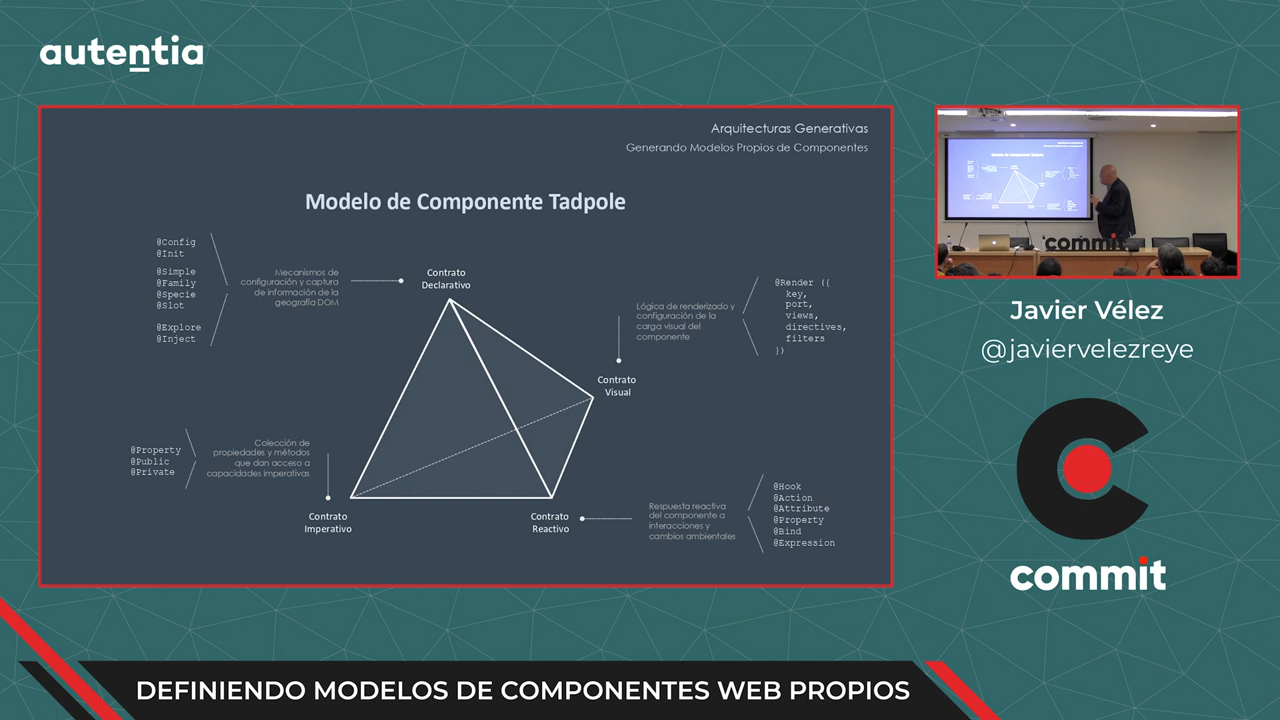 autentia
Arquitecturas Generativas
Generando Modelos Propios de Componentes
Modelo de Componente Tadpole
@Config
@Init
@Simple
@Family
@Specie
@Slot
@Explore
@Inject
Mecanismos de
configuración y captura
de información de la
geografía DOM
Contrato
Declarativo
Lógica de renderizado y
configuración de la
carga visual del
componente
@Render ({
key,
port,
views,
directives,
filters
})
Contrato
Visual
@Property
@Public
@Private
Colección de
propiedades y métodos
que dan acceso a
capacidades imperativas
Contrato
Imperativo
Contrato
Reactivo
Respuesta reactiva
del componente a
interacciones y
cambios ambientales
@Hook
@Action
@Attribute
@Property
@Bind
@Expression
commit
Javier Vélez
@javiervelezreye
commit
DEFINIENDO MODELOS DE COMPONENTES WEB PROPIOS